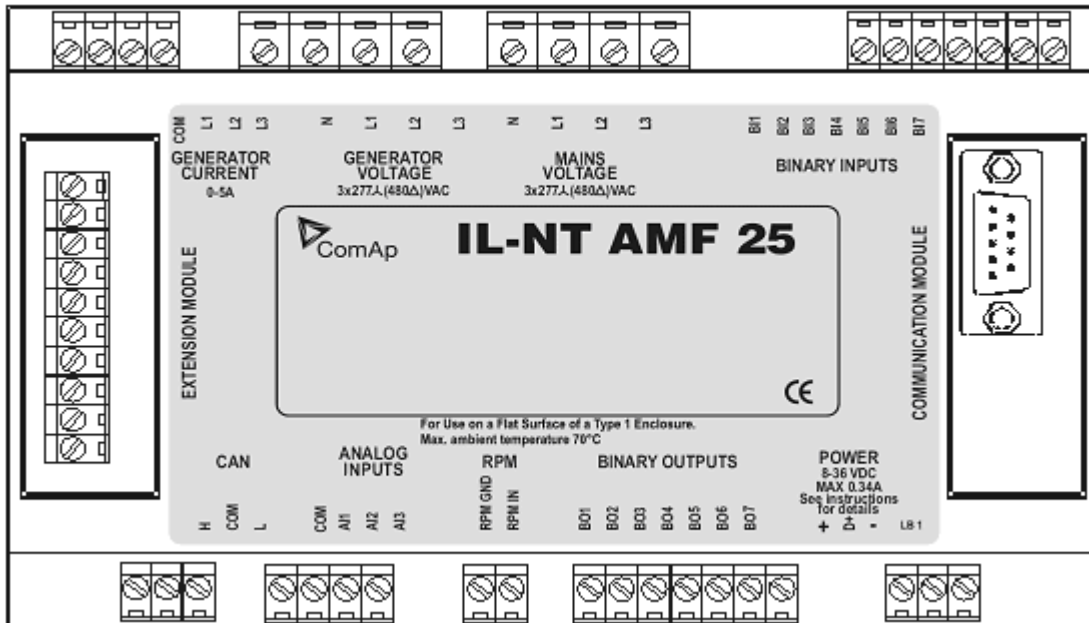 COM L1 L2 L3 N L1 L2 L3 N L1 L2 L3 BI1 BI2 BI3 BI4 BI5 BI6 BI7
GENERATOR
CURRENT
0-5A
GENERATOR
VOLTAGE
3x277⅄(480Δ)VAC
MAINS
VOLTAGE
3x277⅄(480Δ)VAC
BINARY INPUTS
EXTENSION MODULE
ComAp
IL-NT AMF 25
CE
COMMUNICATION MODULE
For Use on a Flat Surface of a Type 1 Enclosure.
Max. ambient temperature 70°C
CAN
H COM L
ANALOG
INPUTS
COM AI1 AI2 AI3
RPM
RPM GND RPM IN
BINARY OUTPUTS
BO1 BO2 BO3 BO4 BO5 BO6 BO7
POWER
8-36 VDC
MAX 0.34A
See instructions
for details
+ D+ -
LB 1